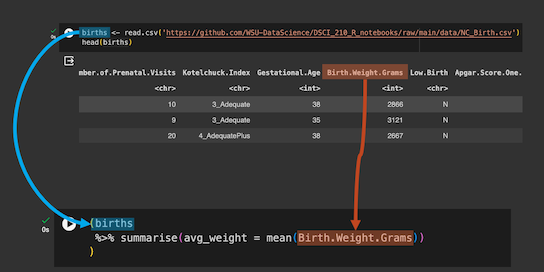 births <- read.csv('https://github.com/WSU-DataScience/DSCI_210_R_notebooks/raw/main/data/NC_Birth.csv')
0s head(births)
mber.of.Prenatal.Visits Kotelchuck.Index Gestational.Age Birth.Weight.Grams Low.Birth Apgar.Score.One.
<chr> <chr> <int> <int> <chr>
10 3_Adequate 38 2866 N
9 3_Adequate 35 3121 N
20 4_AdequatePlus 38 2667 N
(births
0s %>% summarise(avg_weight = mean(Birth.Weight.Grams))
)